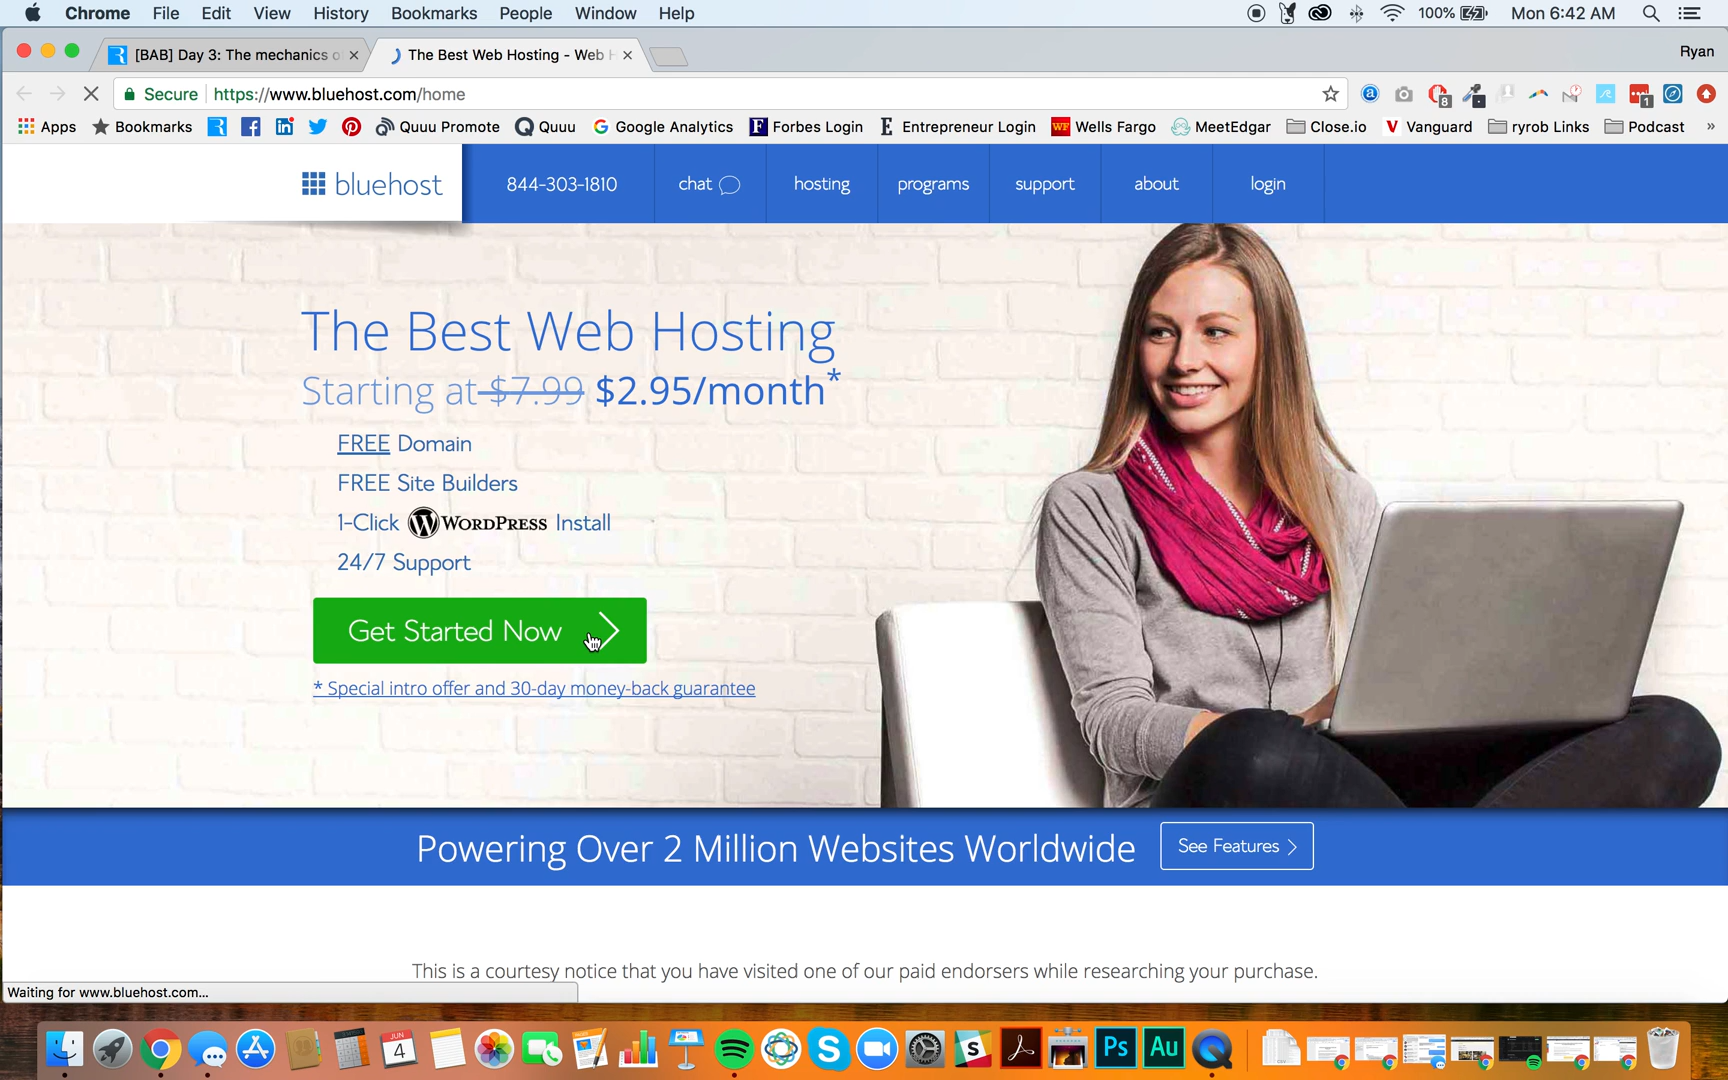 Chrome File Edit View History Bookmarks People Window Help 100% Mon 6:42 AM
[BAB] Day 3: The mechanics o The Best Web Hosting - Web H Ryan
Secure https://www.bluehost.com/home
Apps Bookmarks Quuu Promote Quuu Google Analytics Forbes Login Entrepreneur Login Wells Fargo MeetEdgar Close.io Vanguard ryrob Links Podcast »
bluehost 844-303-1810 chat hosting programs support about login
The Best Web Hosting
Starting at $7.99 $2.95/month*
FREE Domain
FREE Site Builders
1-Click WORDPRESS Install
24/7 Support
Get Started Now
* Special intro offer and 30-day money-back guarantee
Powering Over 2 Million Websites Worldwide See Features
This is a courtesy notice that you have visited one of our paid endorsers while researching your purchase.
Waiting for www.bluehost.com...
JUN
4
Ps Au